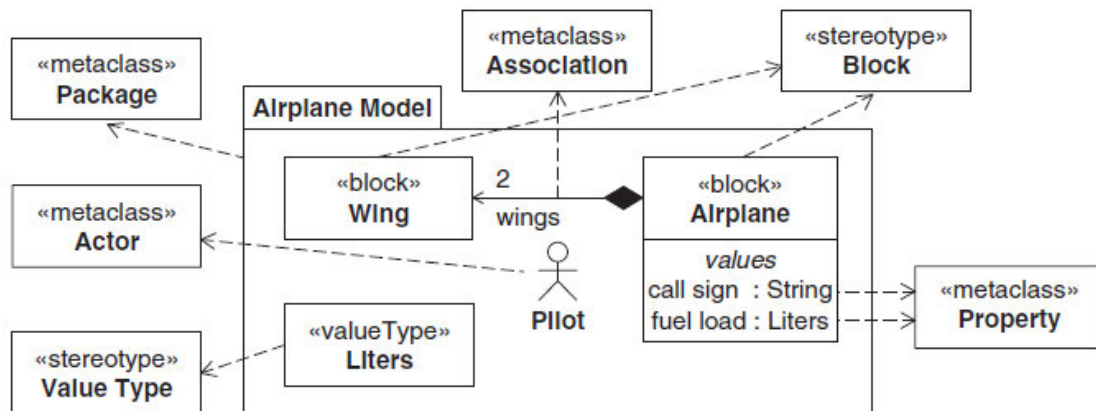 «metaclass»
Package
«metaclass»
Association
«stereotype»
Block
Airplane Model
«block»
Wing
2
wings
«block»
Airplane
values
call sign : String
fuel load : Liters
«metaclass»
Actor
Pilot
«metaclass»
Property
«stereotype»
Value Type
«valueType»
Liters